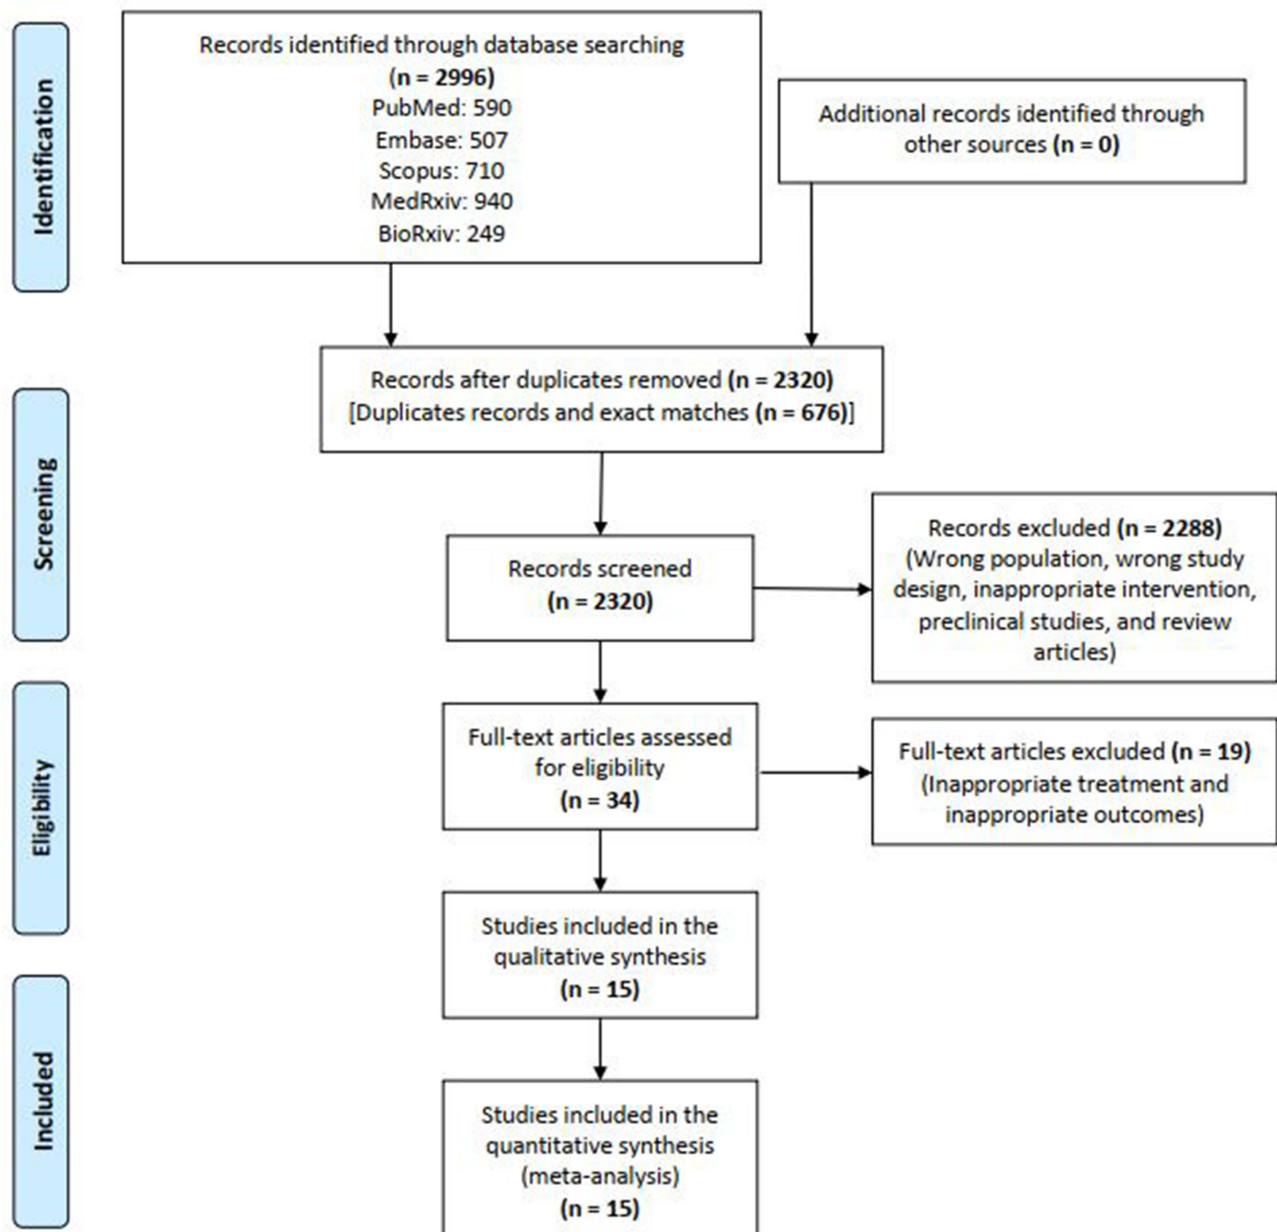 Identification
Records identified through database searching
(n = 2996)
PubMed: 590
Embase: 507
Scopus: 710
MedRxiv: 940
BioRxiv: 249
Additional records identified through
other sources (n = 0)
Screening
Records after duplicates removed (n = 2320)
[Duplicates records and exact matches (n = 676)]
Records screened
(n = 2320)
Records excluded (n = 2288)
(Wrong population, wrong study
design, inappropriate intervention,
preclinical studies, and review
articles)
Eligibility
Full-text articles assessed
for eligibility
(n = 34)
Full-text articles excluded (n = 19)
(Inappropriate treatment and
inappropriate outcomes)
Studies included in the
qualitative synthesis
(n = 15)
Included
Studies included in the
quantitative synthesis
(meta-analysis)
(n = 15)